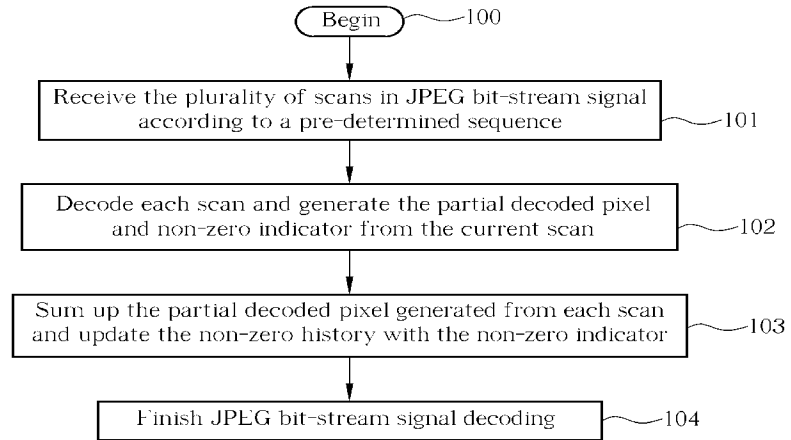 Begin
100
Receive the plurality of scans in JPEG bit-stream signal
according to a pre-determined sequence
101
Decode each scan and generate the partial decoded pixel
and non-zero indicator from the current scan
102
Sum up the partial decoded pixel generated from each scan
and update the non-zero history with the non-zero indicator
103
Finish JPEG bit-stream signal decoding
104